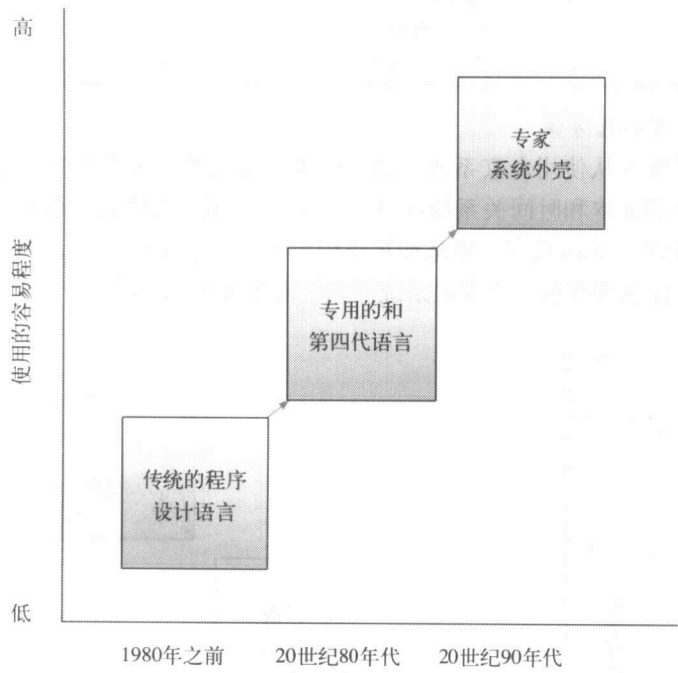 高
专家
系统外壳
使用的容易程度
专用的和
第四代语言
传统的程序
设计语言
低
1980年之前
20世纪80年代
20世纪90年代